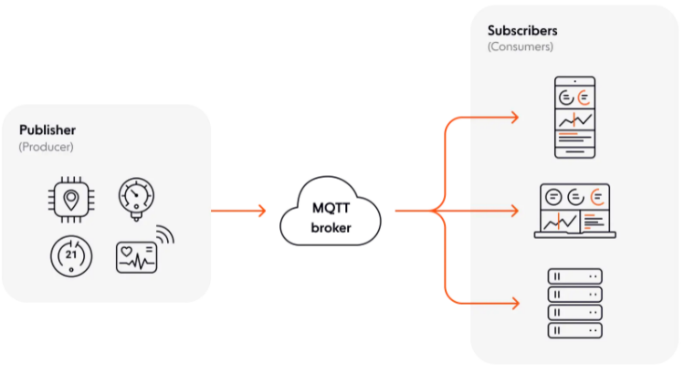 Publisher
(Producer)
21
MQTT
broker
Subscribers
(Consumers)